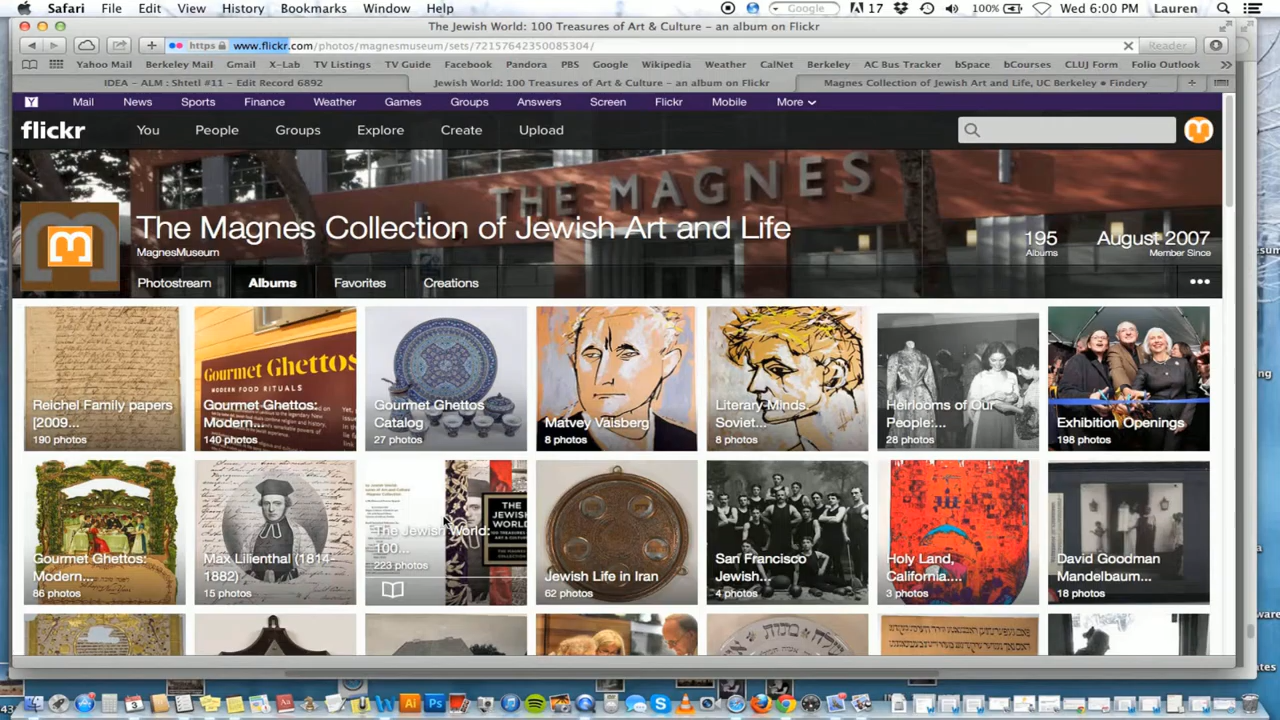 Safari File Edit View History Bookmarks Window Help 17 100% Wed 6:00 PM Lauren
The Jewish World: 100 Treasures of Art & Culture – an album on Flickr
https www.flickr.com/photos/magnesmuseum/sets/72157642350085304/ Google Reader
Yahoo Mail Berkeley Mail Gmail X-Lab TV Listings TV Guide Facebook Pandora PBS Google Wikipedia Weather CalNet Berkeley AC Bus Tracker bSpace bCourses CLUJ Form Folio Outlook
IDEA – ALM : Shtetl #11 – Edit Record 6892 Jewish World: 100 Treasures of Art & Culture – an album on Flickr Magnes Collection of Jewish Art and Life, UC Berkeley • Findery
Y Mail News Sports Finance Weather Games Groups Answers Screen Flickr Mobile More
flickr You People Groups Explore Create Upload
THE MAGNES
The Magnes Collection of Jewish Art and Life
MagnesMuseum
195 August 2007
Albums Member Since
Photostream Albums Favorites Creations
Reichel Family papers
[2009...
190 photos
Gourmet Ghettos
MODERN FOOD RITUALS
Gourmet Ghettos:
Modern...
140 photos
Gourmet Ghettos
Catalog
27 photos
Matvey Vaisberg
8 photos
Literary Minds.
Soviet...
8 photos
Heirlooms of Our
People:...
28 photos
Exhibition Openings
198 photos
Gourmet Ghettos:
Modern...
86 photos
Max Lilienthal (1814-
1882)
15 photos
THE
JEWISH
WORLD
The Jewish World:
100...
223 photos
Jewish Life in Iran
62 photos
San Francisco
Jewish...
4 photos
Holy Land,
California....
3 photos
David Goodman
Mandelbaum...
18 photos